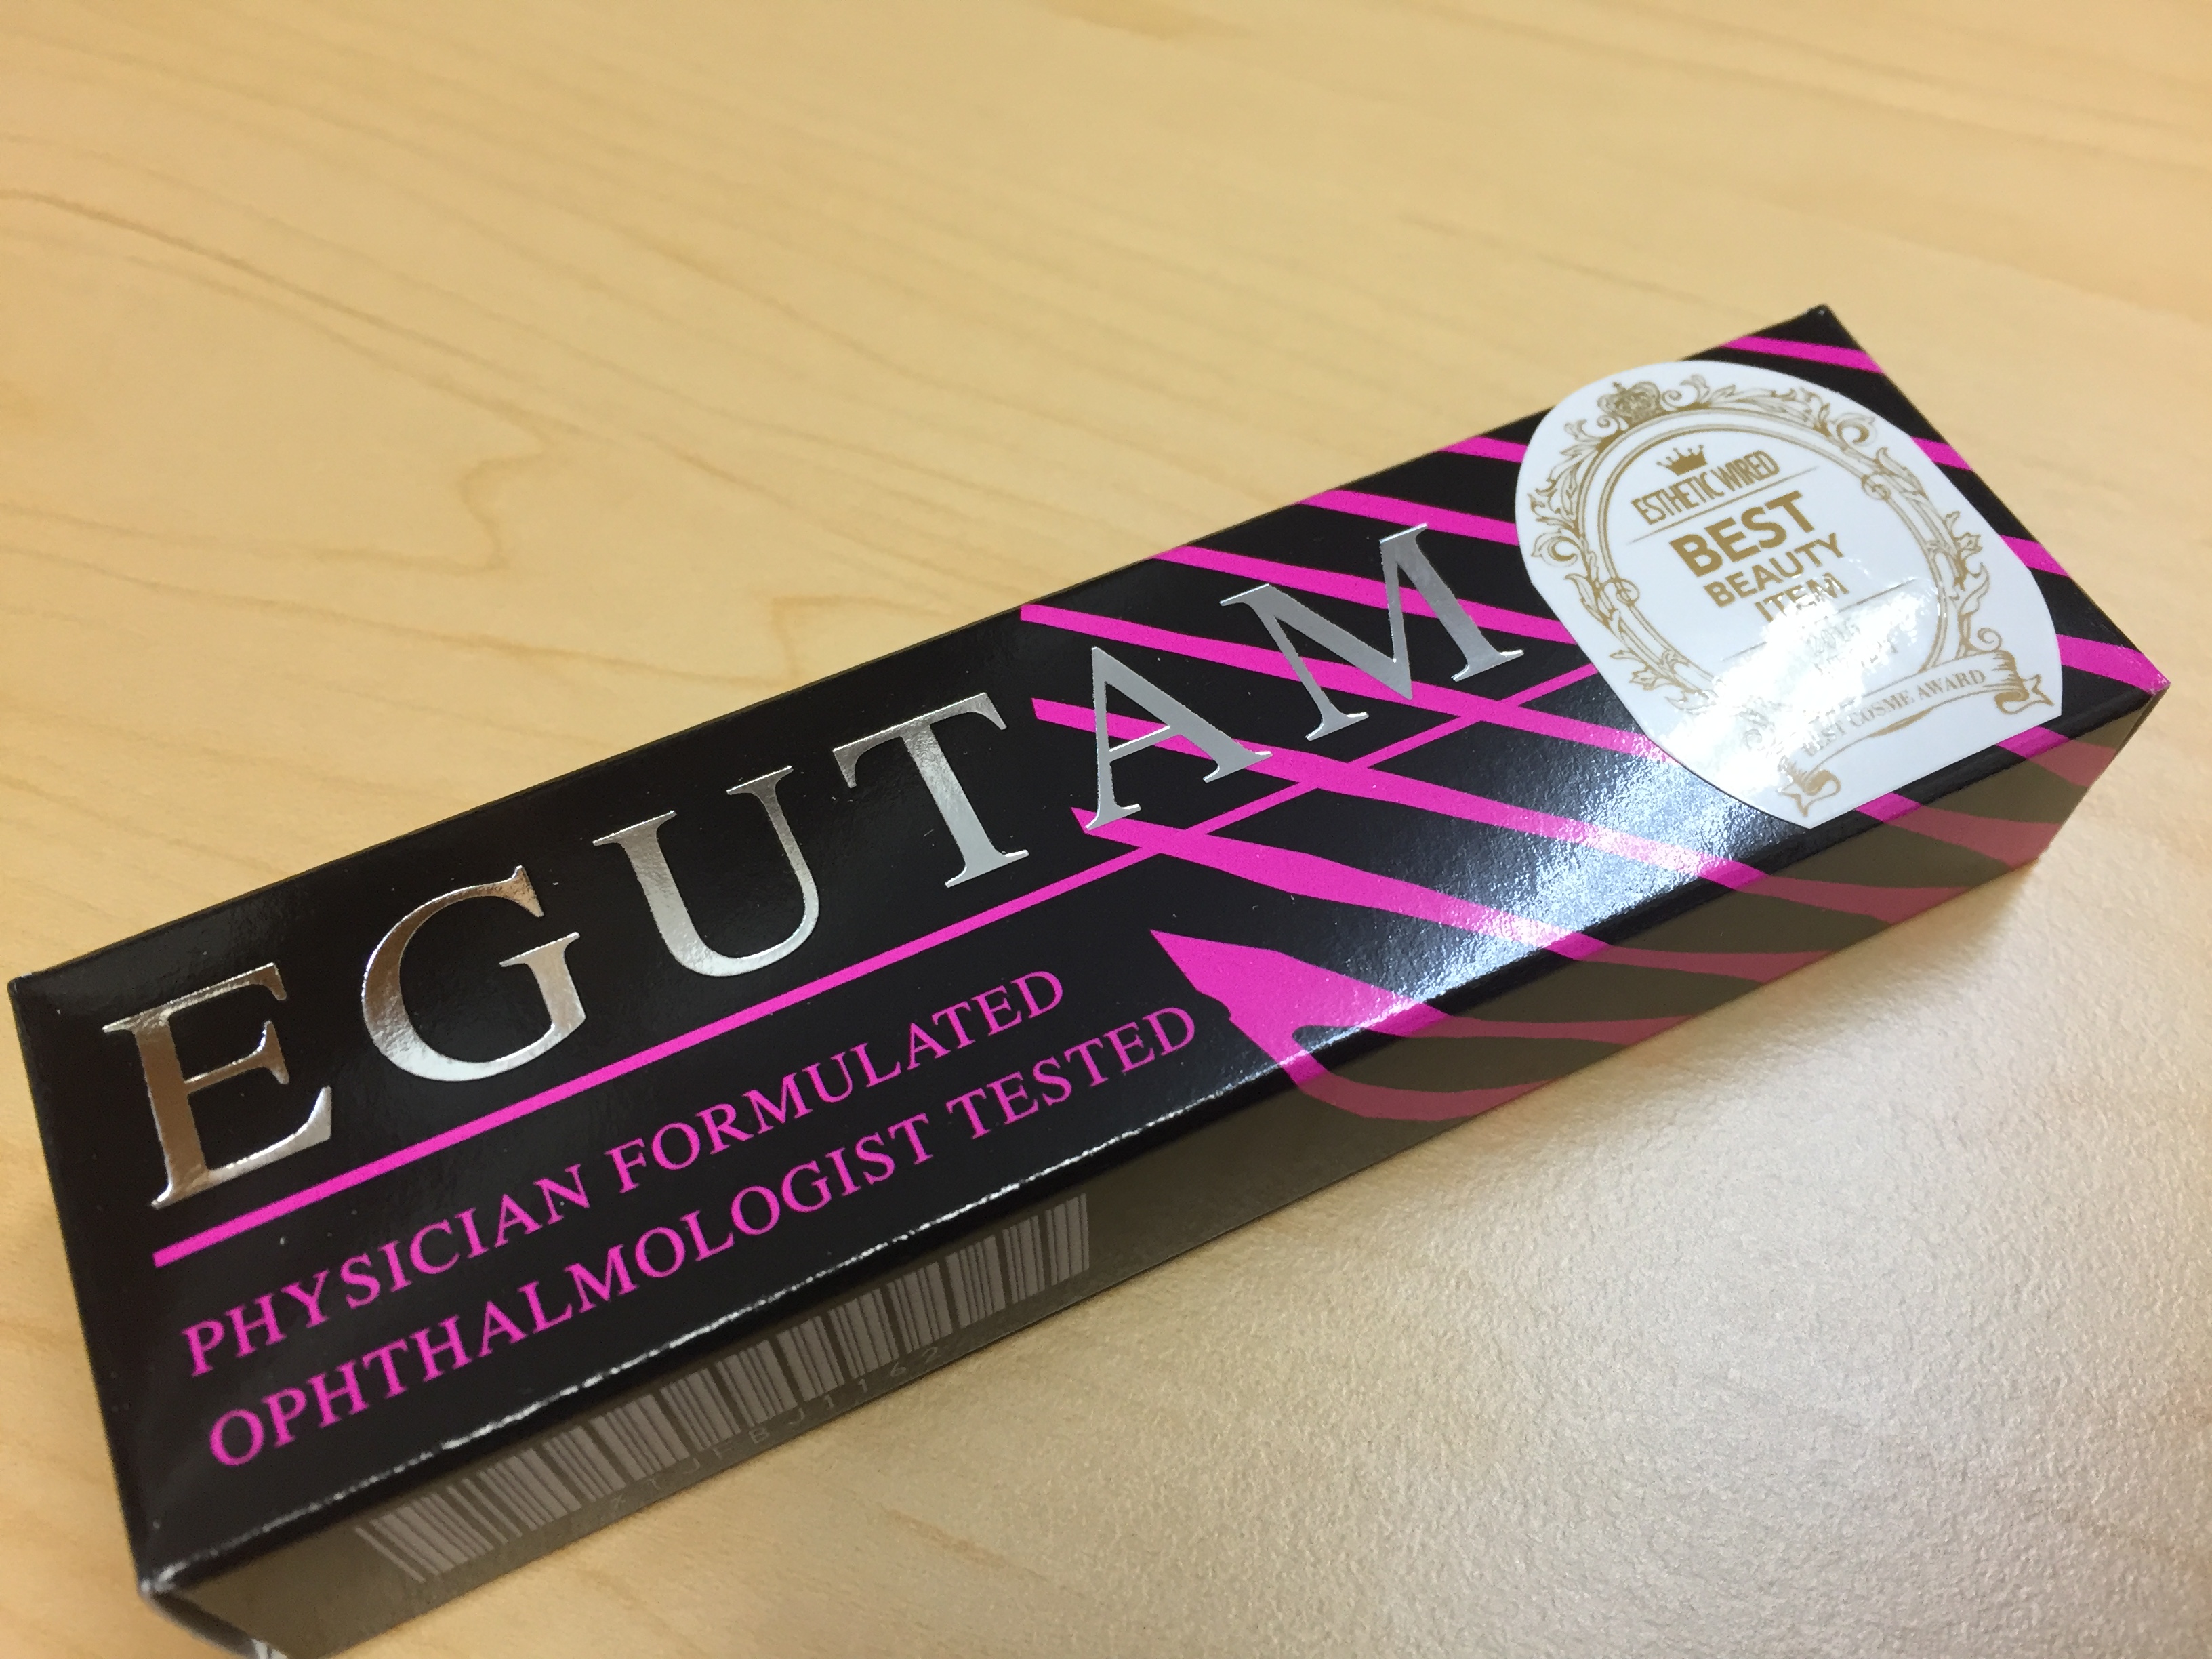 EGUTAM
PHYSICIAN FORMULATED
OPHTHALMOLOGIST TESTED
ESTHETIC WIRED
BEST
BEAUTY
ITEM
BEST COSME AWARD